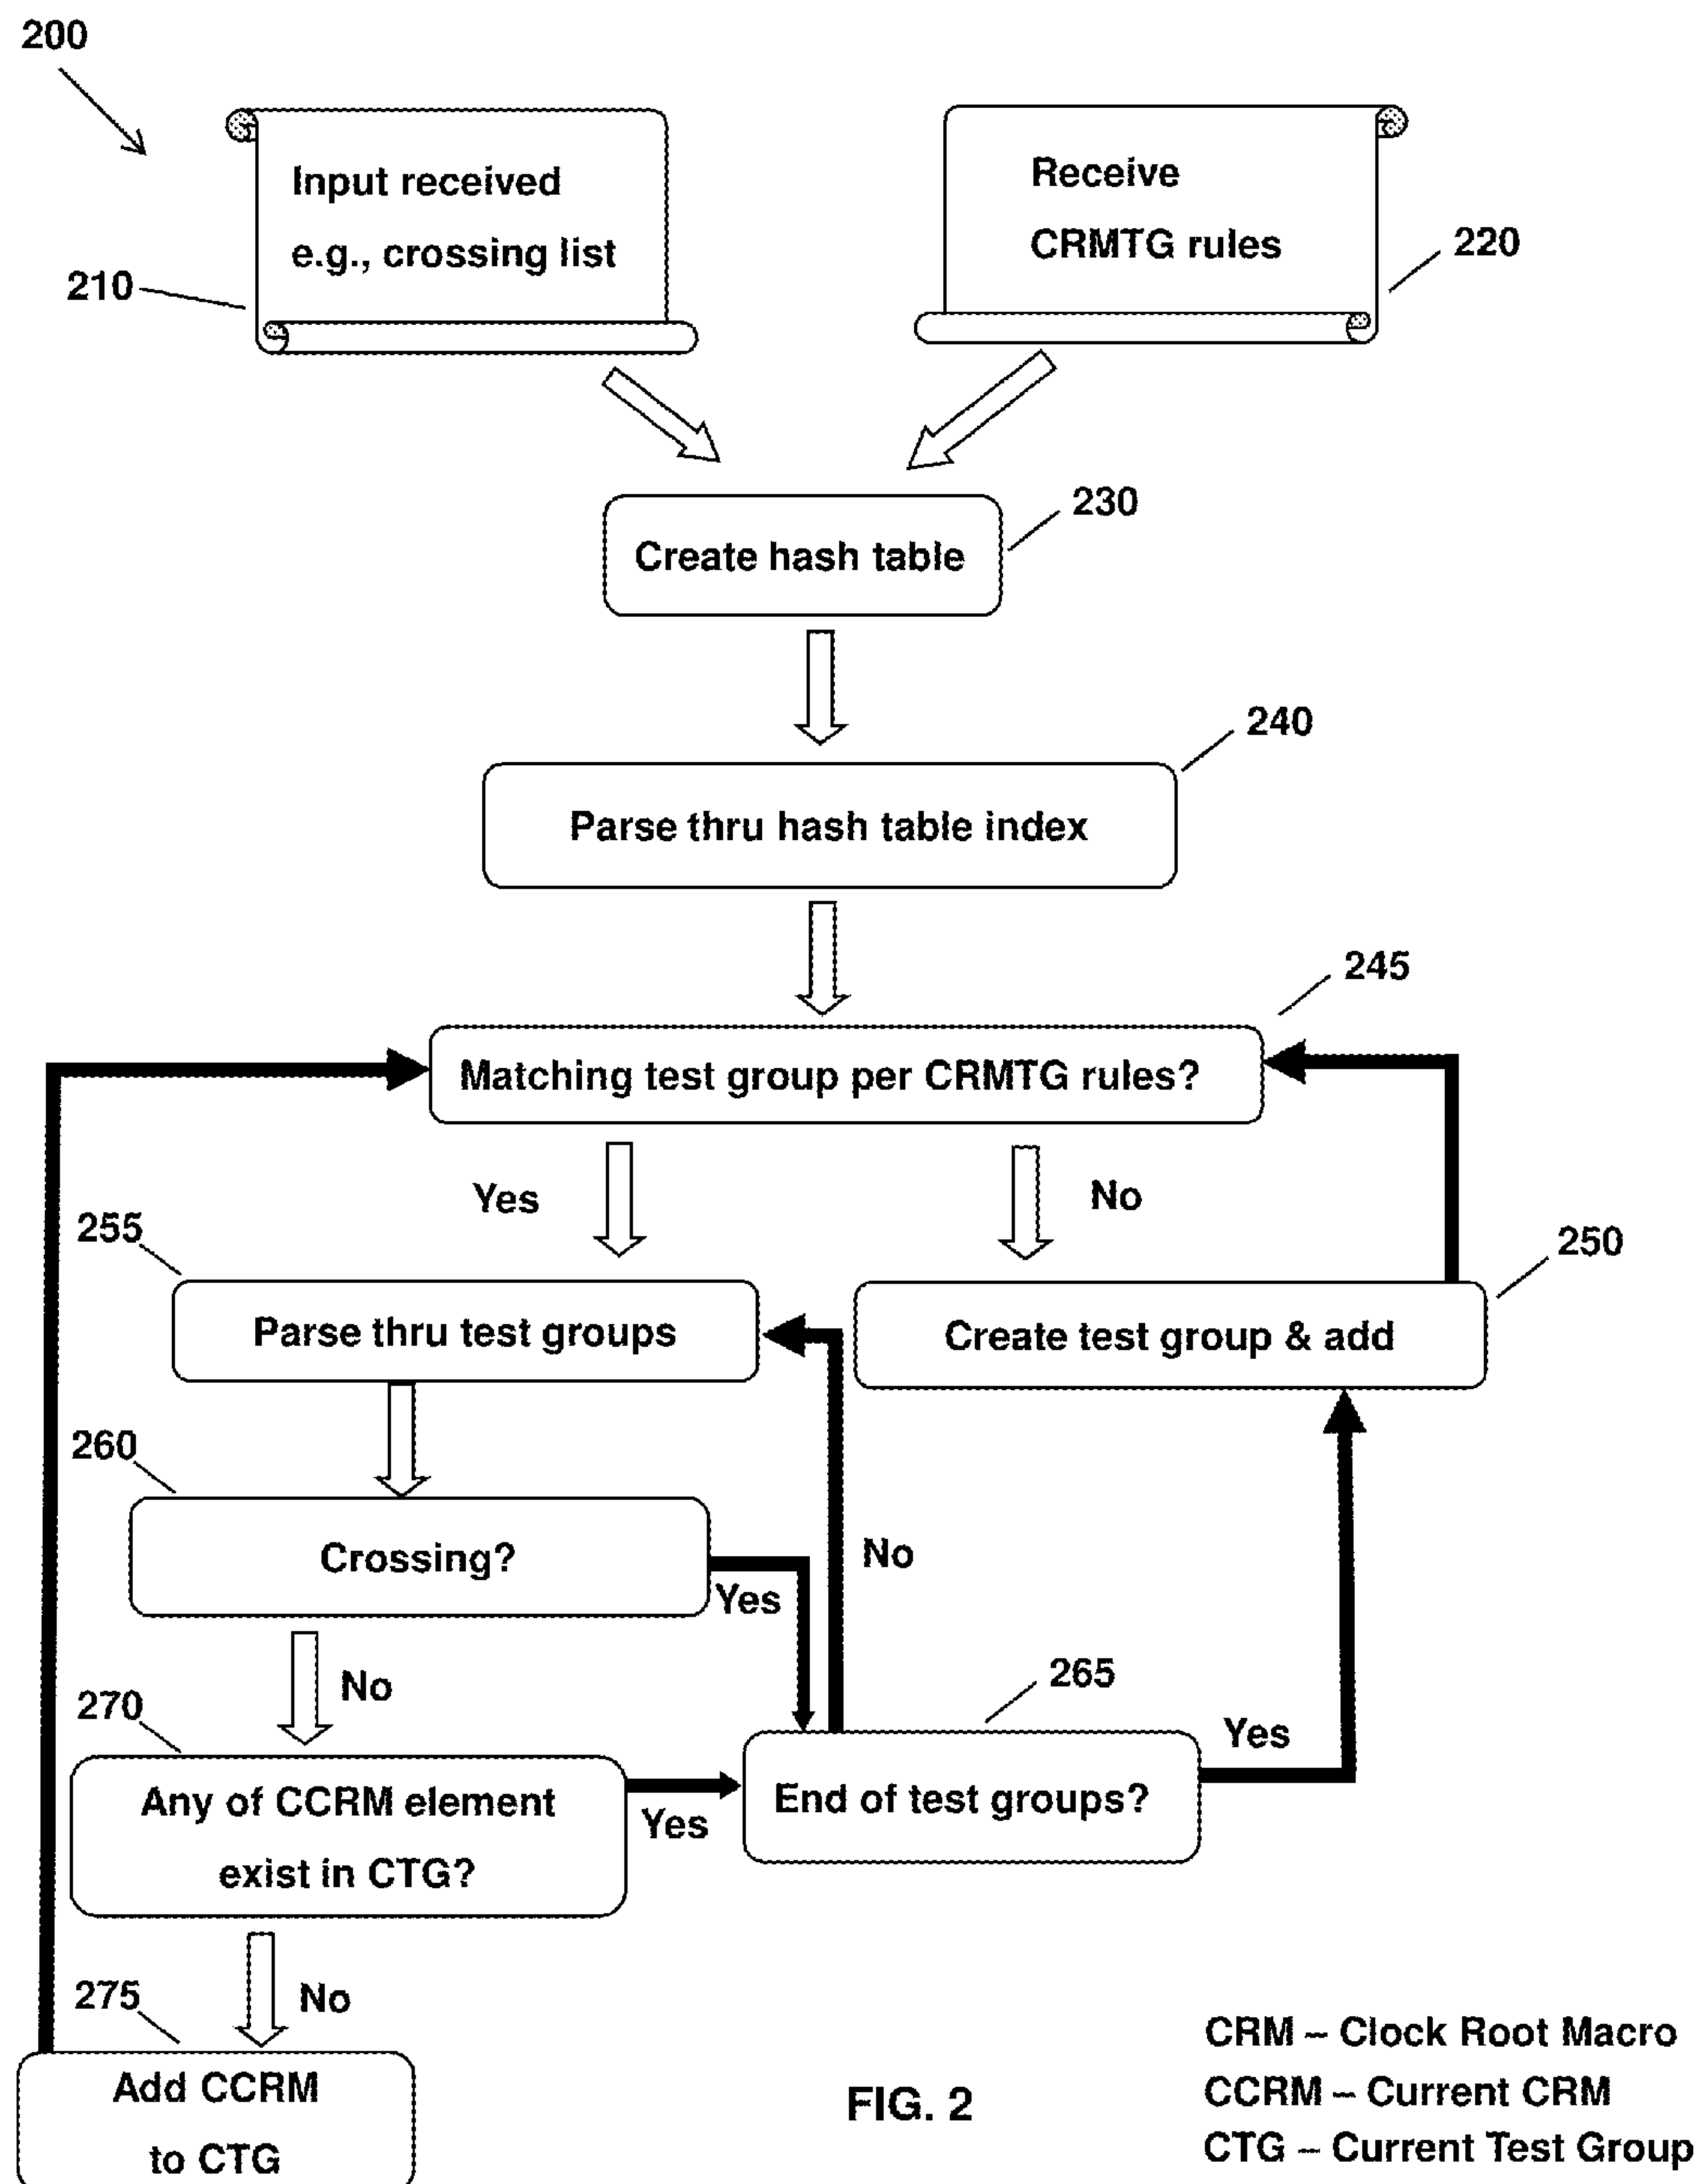 200
Input received
e.g., crossing list
210
Receive
CRMTG rules
220
Create hash table
230
Parse thru hash table index
240
Matching test group per CRMTG rules?
245
Yes
No
255
Parse thru test groups
Create test group & add
250
260
Crossing?
Yes
No
No
270
Any of CCRM element
exist in CTG?
Yes
265
End of test groups?
Yes
No
275
Add CCRM
to CTG
FIG. 2
CRM – Clock Root Macro
CCRM – Current CRM
CTG – Current Test Group